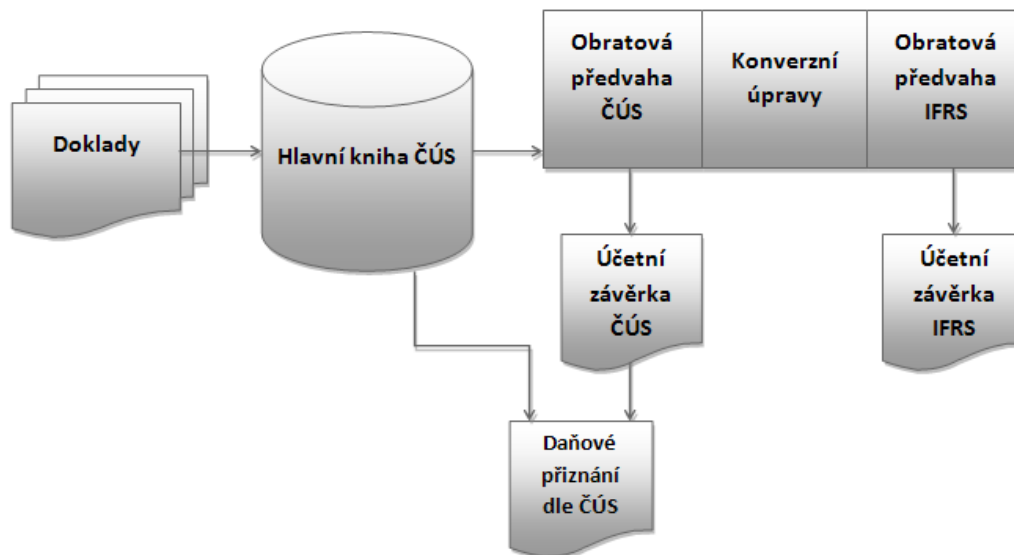 Doklady
Hlavní kniha ČÚS
Obratová
předvaha
ČÚS
Konverzní
úpravy
Obratová
předvaha
IFRS
Účetní
závěrka
ČÚS
Účetní
závěrka
IFRS
Daňové
přiznání
dle ČÚS